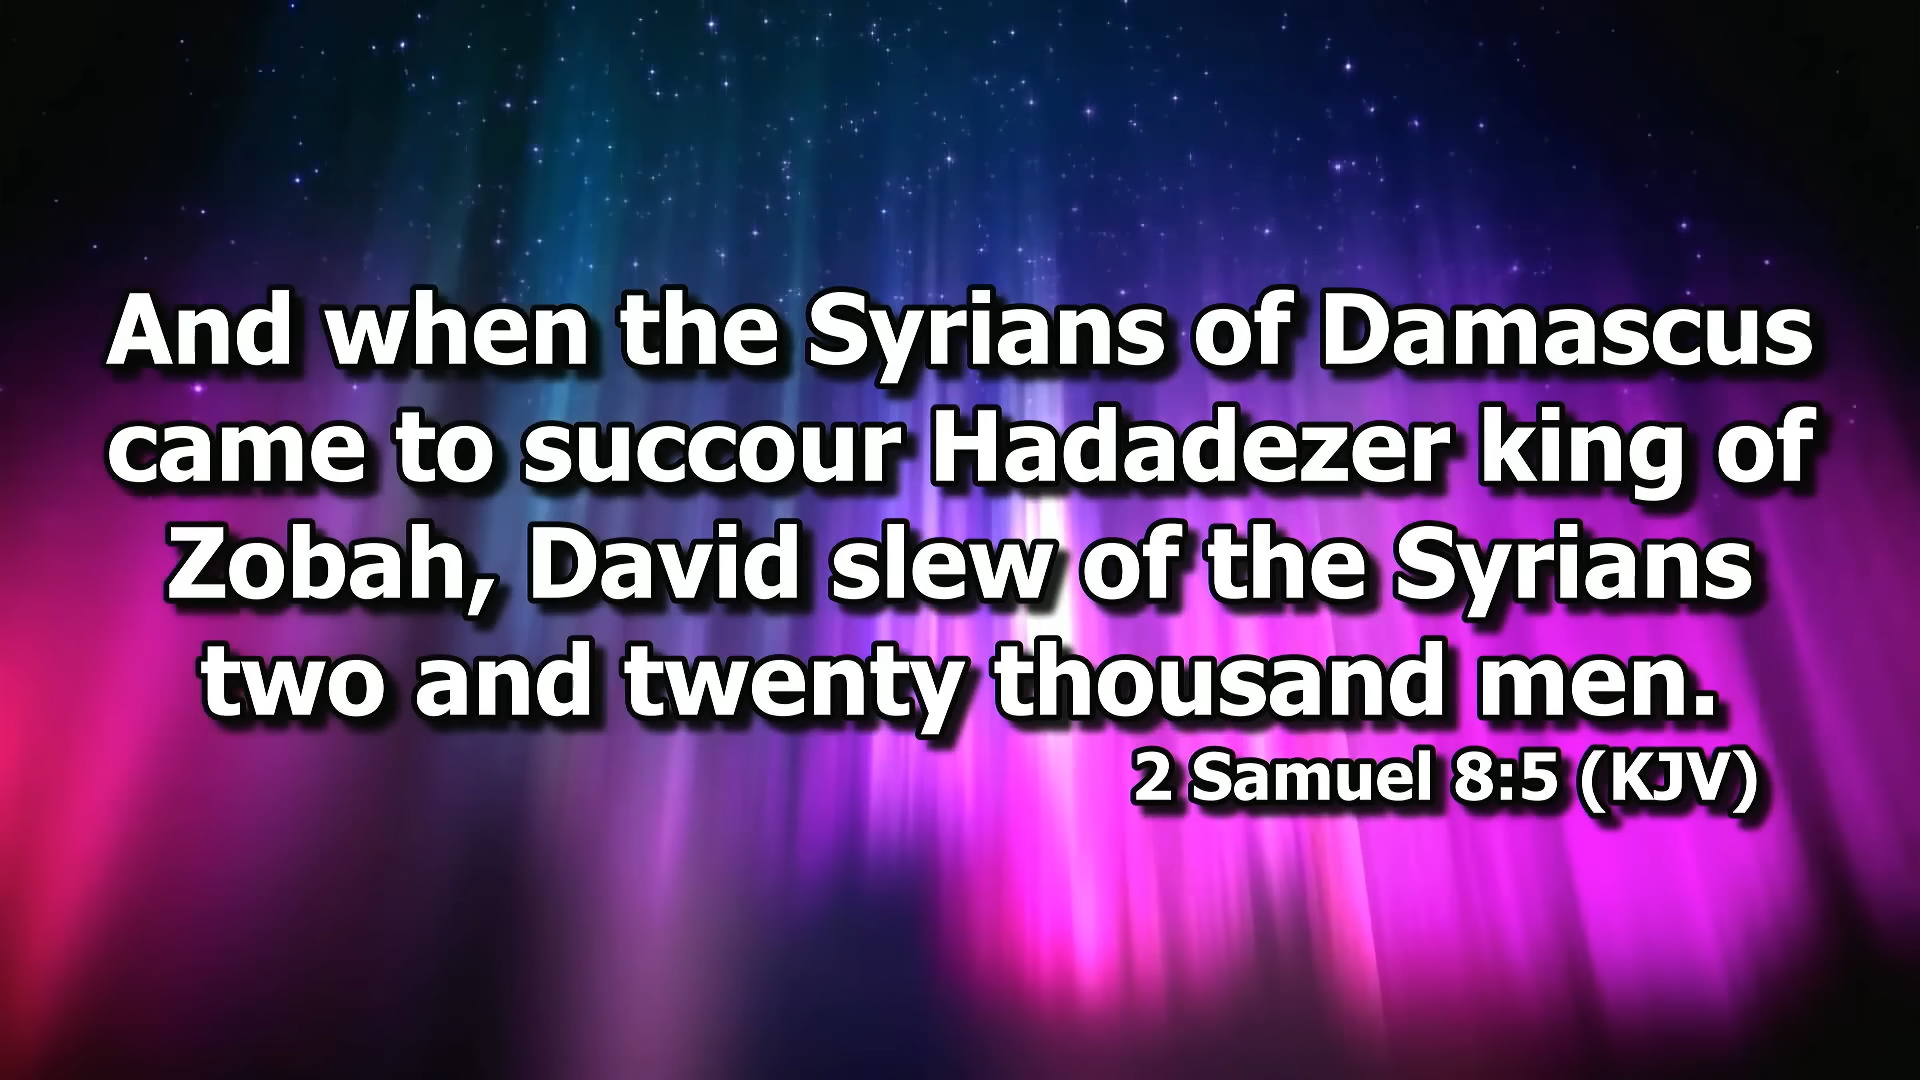 And when the Syrians of Damascus
came to succour Hadadezer king of
Zobah, David slew of the Syrians
two and twenty thousand men.
2 Samuel 8:5 (KJV)